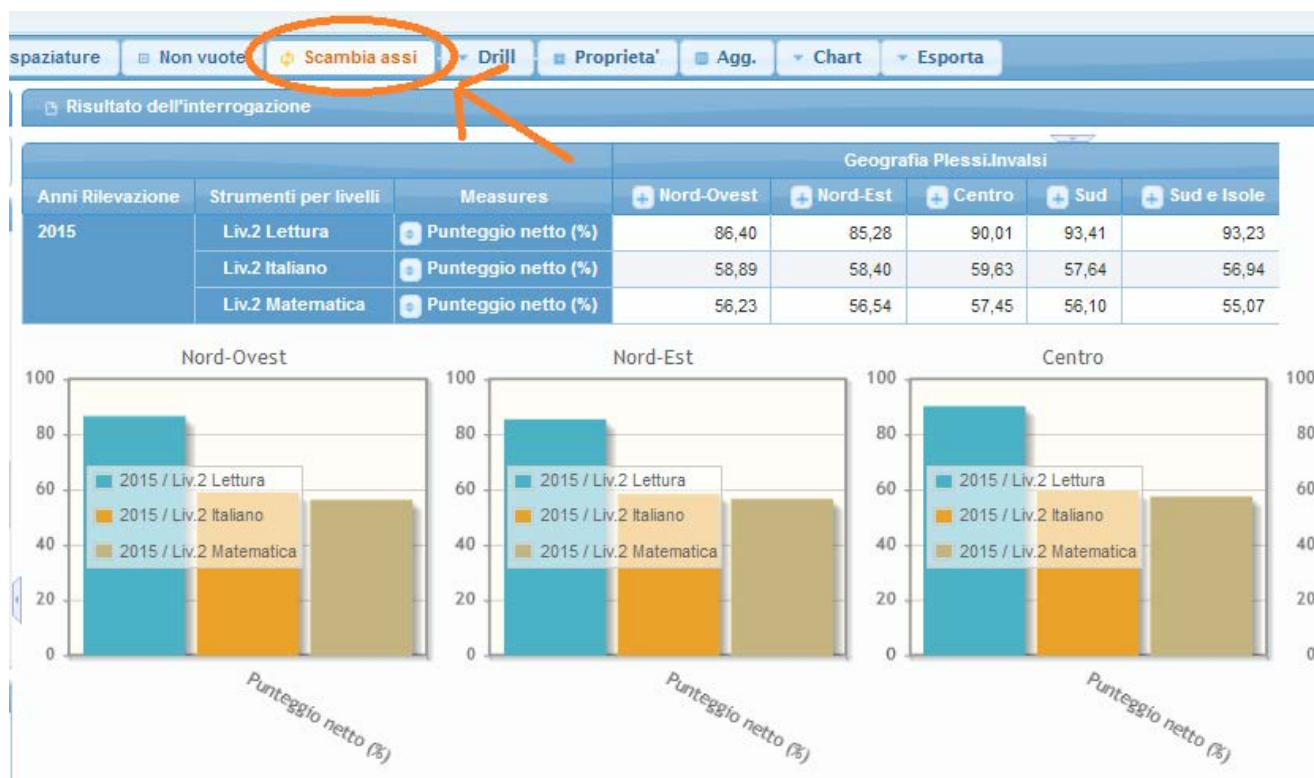 spaziature Non vuote Scambia assi Drill Proprieta' Agg. Chart Esporta
Risultato dell'interrogazione
Geografia Plessi.Invalsi
Anni Rilevazione Strumenti per livelli Measures Nord-Ovest Nord-Est Centro Sud Sud e Isole
2015 Liv.2 Lettura Punteggio netto (%) 86,40 85,28 90,01 93,41 93,23
Liv.2 Italiano Punteggio netto (%) 58,89 58,40 59,63 57,64 56,94
Liv.2 Matematica Punteggio netto (%) 56,23 56,54 57,45 56,10 55,07
Nord-Ovest Nord-Est Centro
100 100 100 100
80 80 80 80
2015 / Liv.2 Lettura 2015 / Liv.2 Lettura 2015 / Liv.2 Lettura
60 60 60 60
2015 / Liv.2 Italiano 2015 / Liv.2 Italiano 2015 / Liv.2 Italiano
40 2015 / Liv.2 Matematica 40 2015 / Liv.2 Matematica 40 2015 / Liv.2 Matematica 40
20 20 20 20
0 0 0 0
Punteggio netto (%) Punteggio netto (%) Punteggio netto (%)